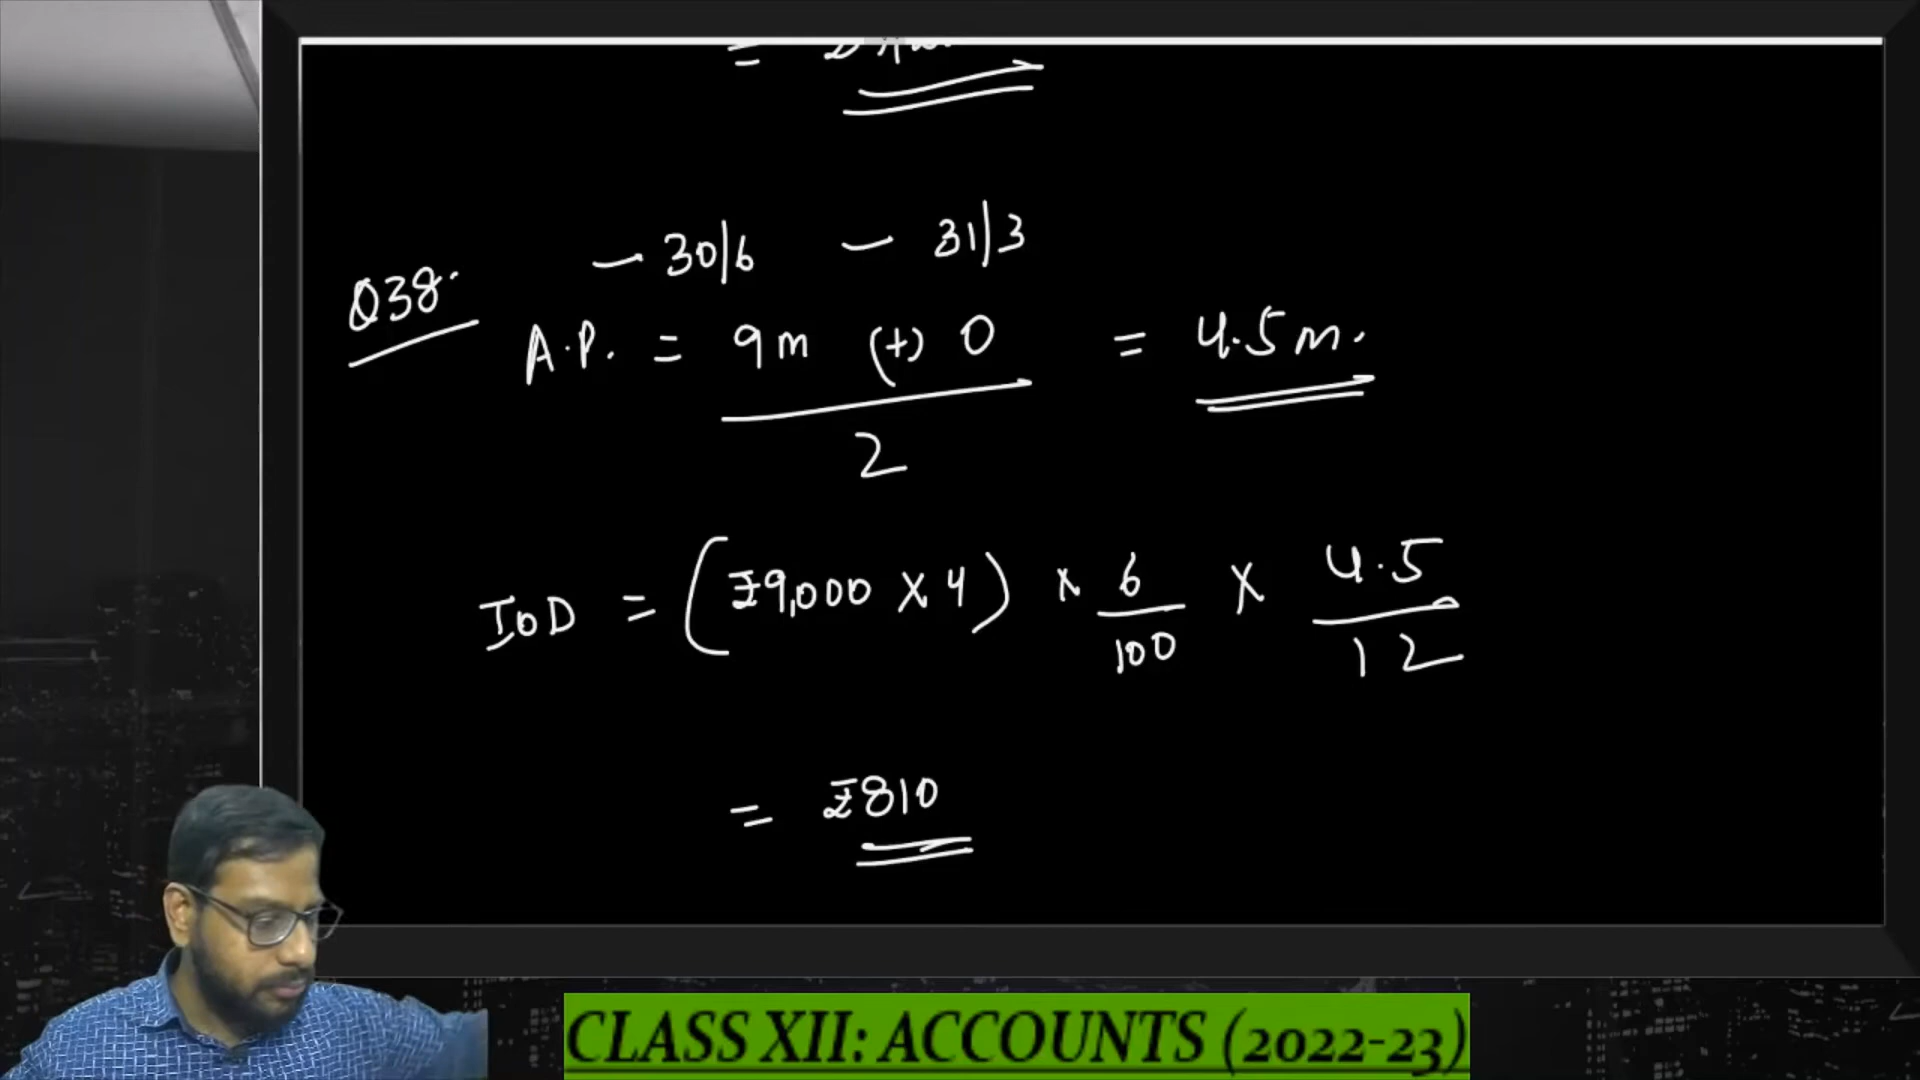 =
Q38.
– 30/6 – 31/3
A.P. = 9m (+) 0 = 4.5m.
2
IOD = (₹9,000 X 4) x 6 X 4.5
100 12
= ₹810
CLASS XII: ACCOUNTS (2022-23)